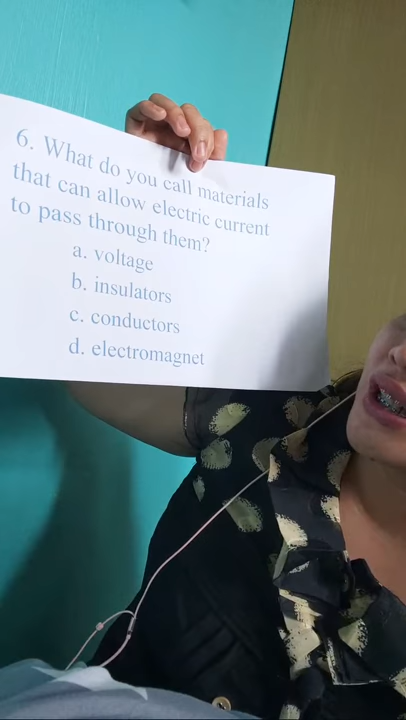 6. What do you call materials
that can allow electric current
to pass through them?
a. voltage
b. insulators
c. conductors
d. electromagnet